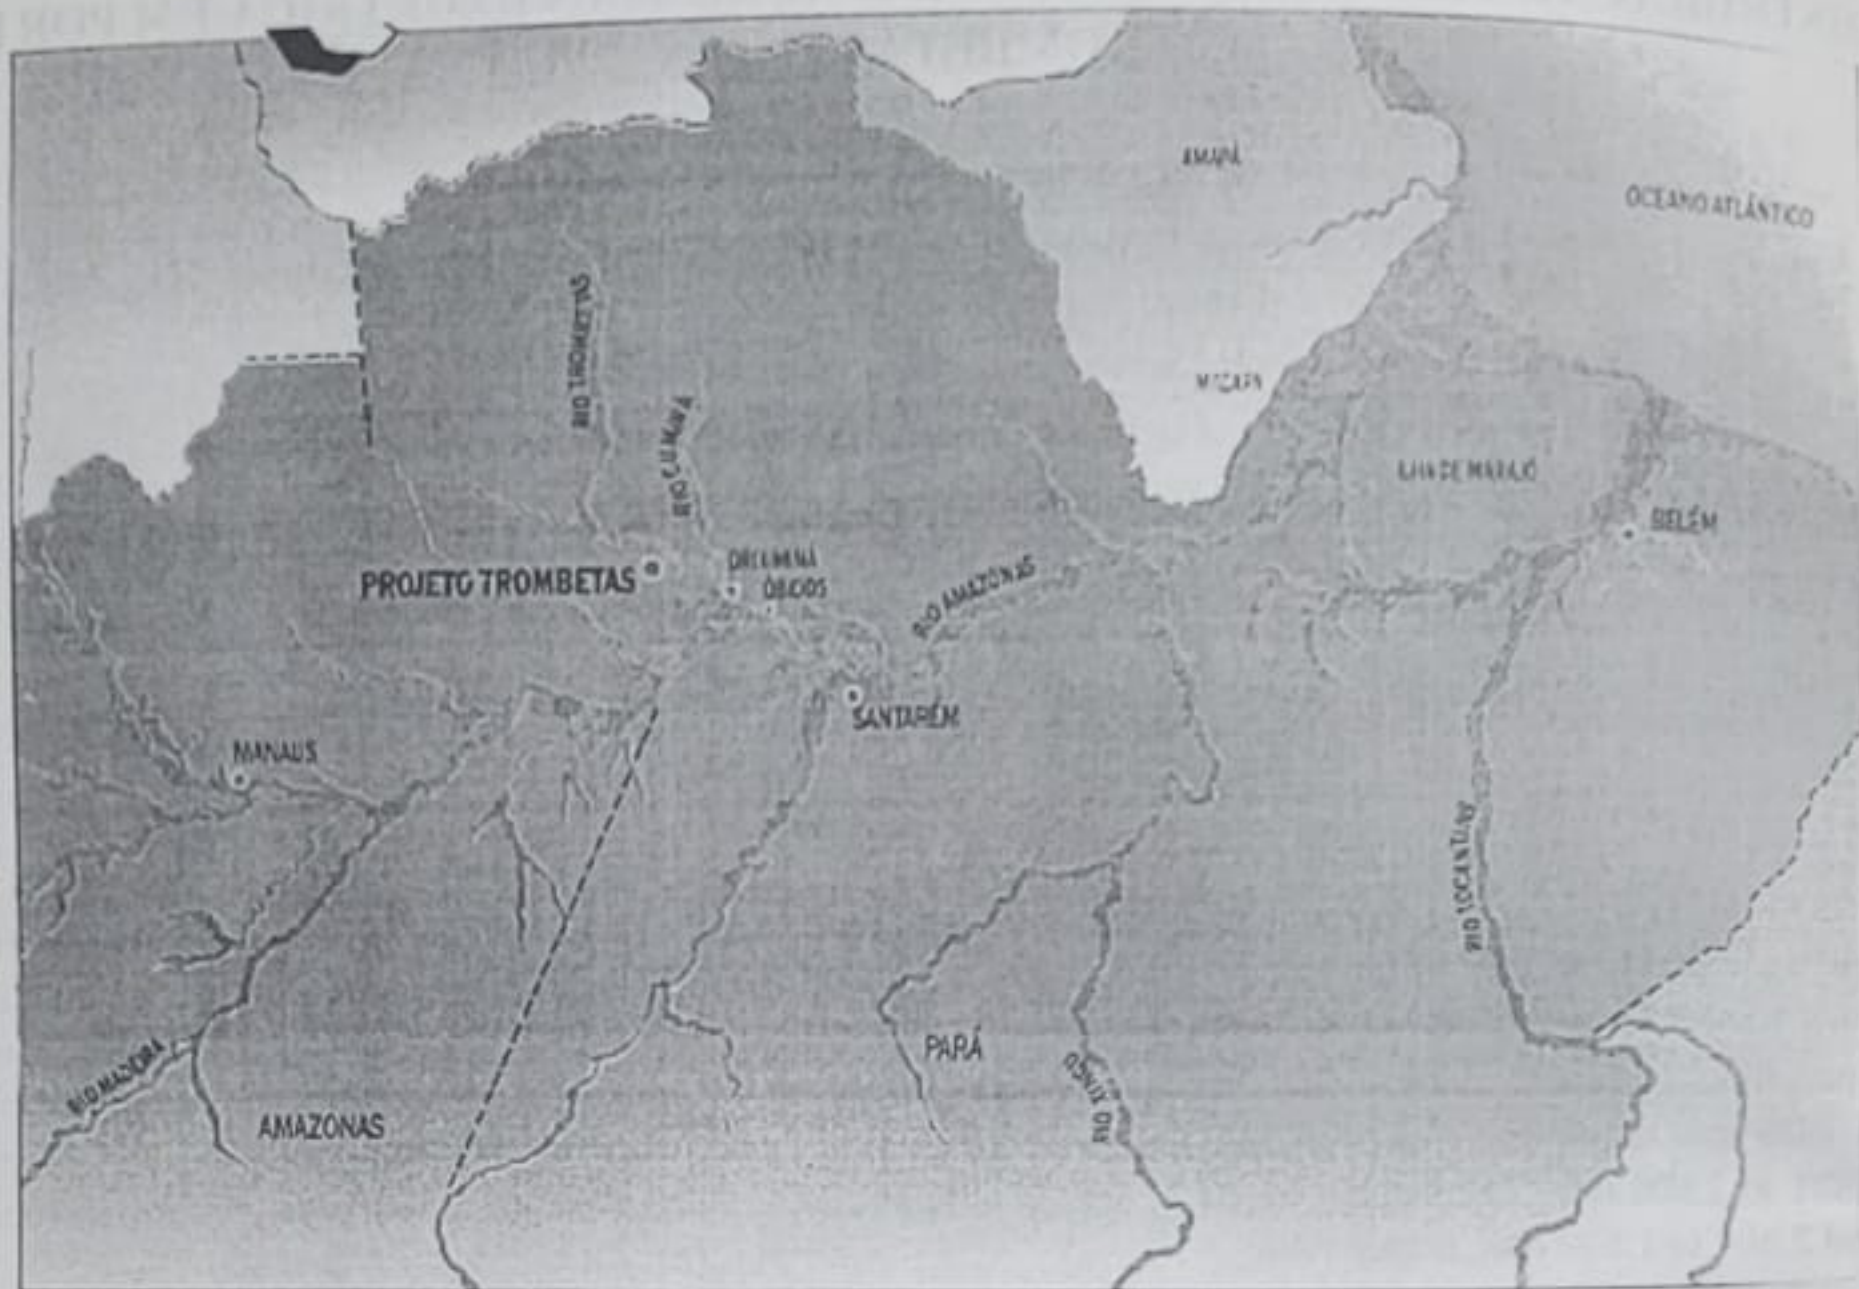 AMAPÁ
OCEANO ATLÂNTICO
RIO TROMBETAS
MACAPÁ
RIO CUMINÁ
ILHA DE MARAJÓ
BELÉM
ORIXIMINÁ
PROJETO TROMBETAS
ÓBIDOS
RIO AMAZONAS
SANTARÉM
MANAUS
RIO TOCANTINS
PARÁ
RIO MADEIRA
RIO XINGU
AMAZONAS